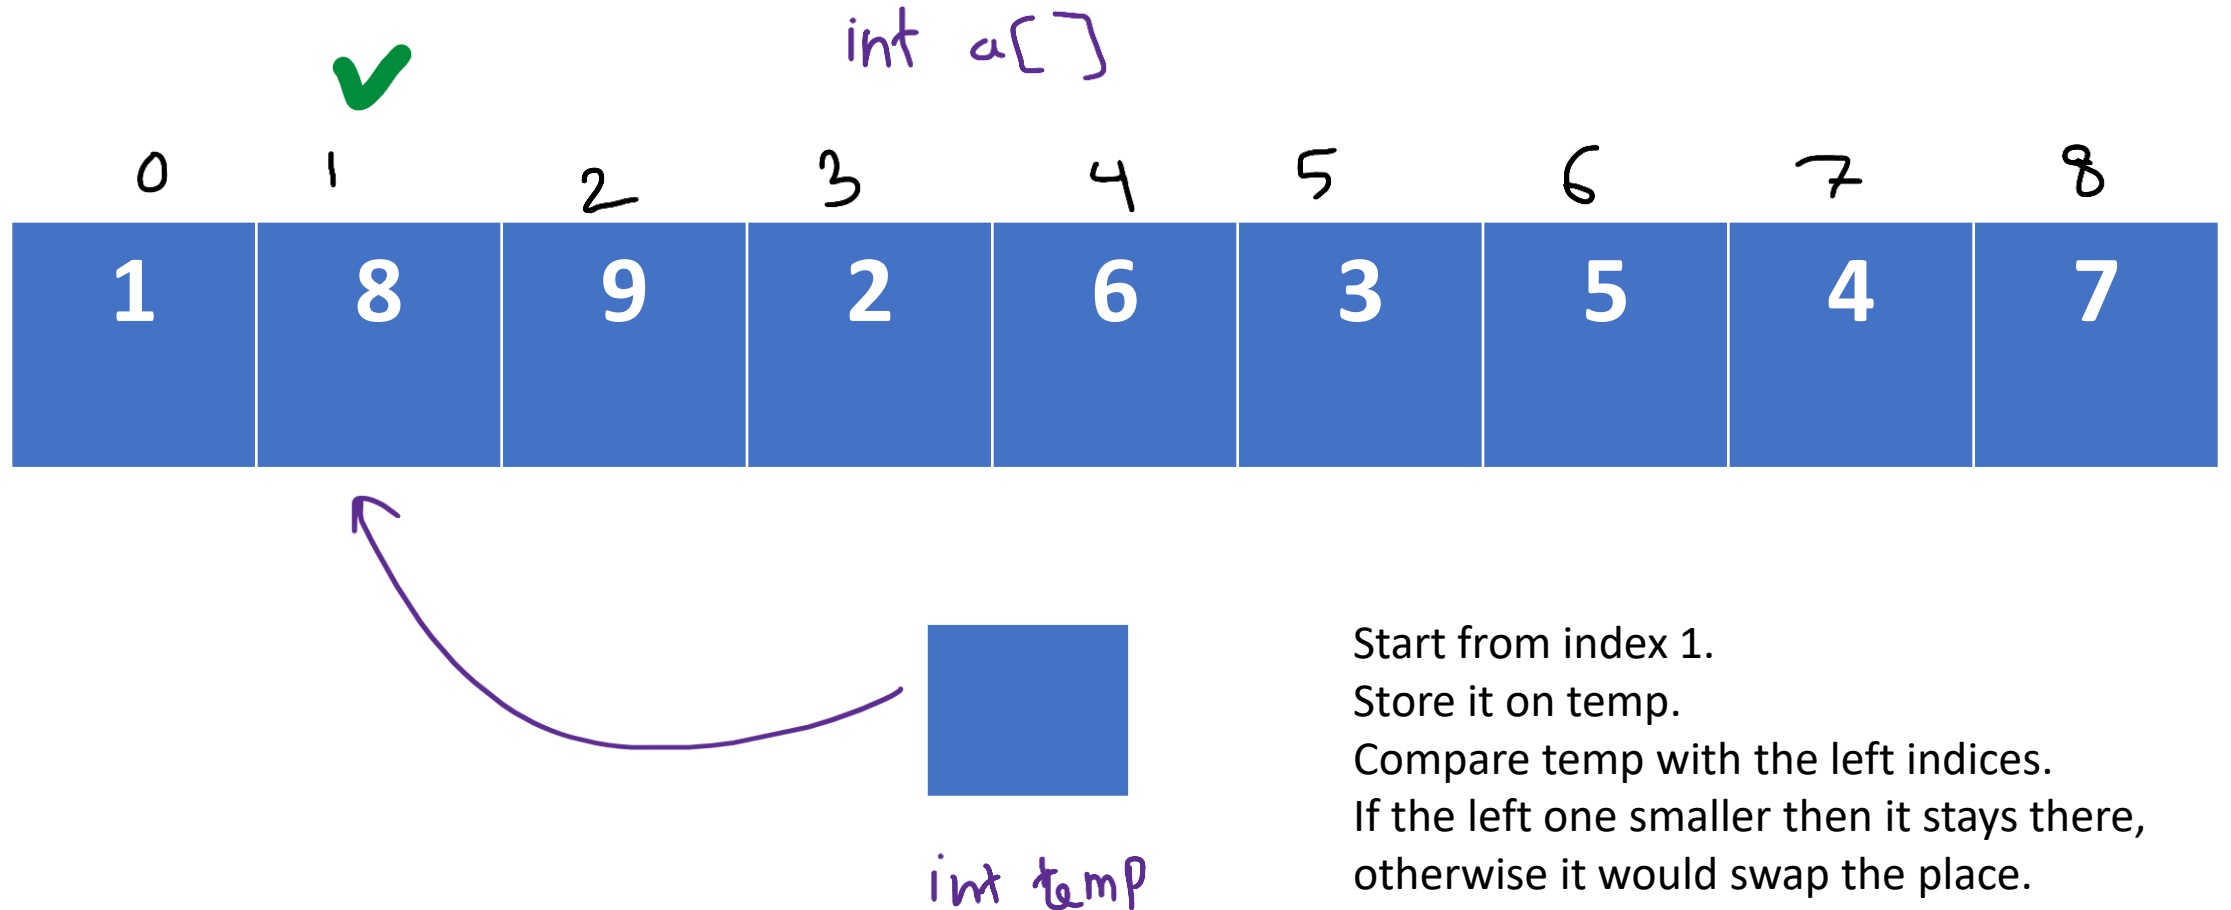 int a[]
0 1 2 3 4 5 6 7 8
1 8 9 2 6 3 5 4 7
Start from index 1.
Store it on temp.
Compare temp with the left indices.
If the left one smaller then it stays there,
otherwise it would swap the place.
int temp